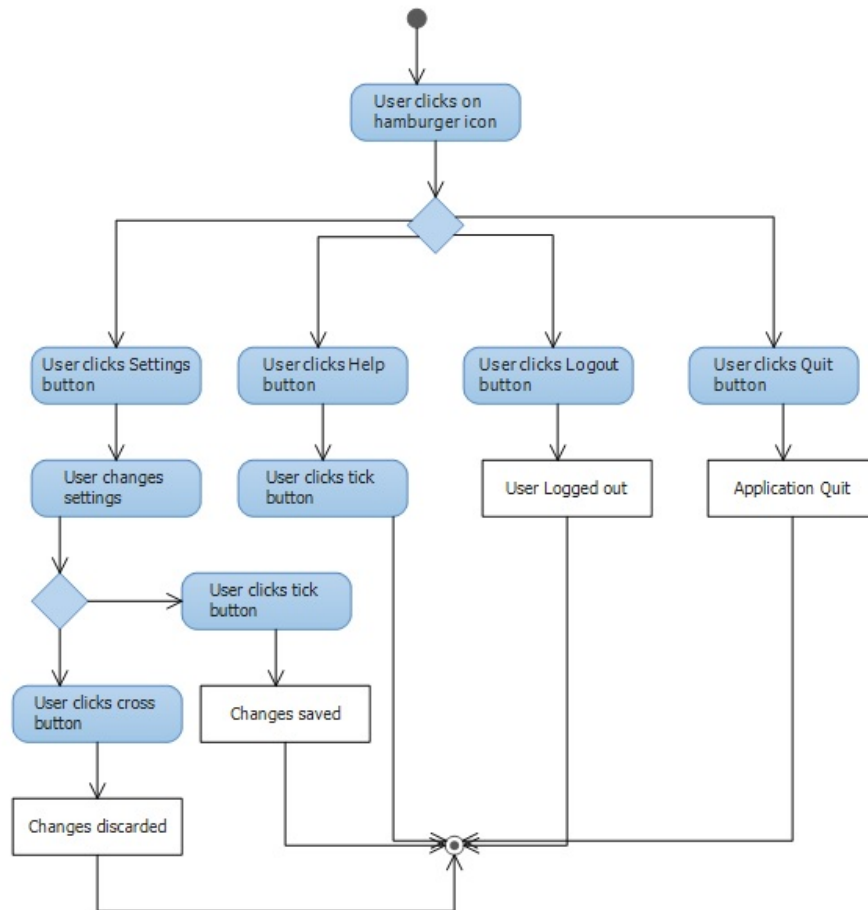 User clicks on
hamburger icon
User clicks Settings
button
User clicks Help
button
User clicks Logout
button
User clicks Quit
button
User changes
settings
User clicks tick
button
User Logged out
Application Quit
User clicks tick
button
User clicks cross
button
Changes saved
Changes discarded